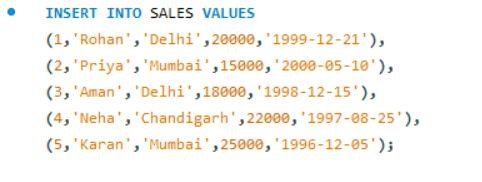 INSERT INTO SALES VALUES
(1,'Rohan','Delhi',20000,'1999-12-21'),
(2,'Priya','Mumbai',15000,'2000-05-10'),
(3,'Aman','Delhi',18000,'1998-12-15'),
(4,'Neha','Chandigarh',22000,'1997-08-25'),
(5,'Karan','Mumbai',25000,'1996-12-05');